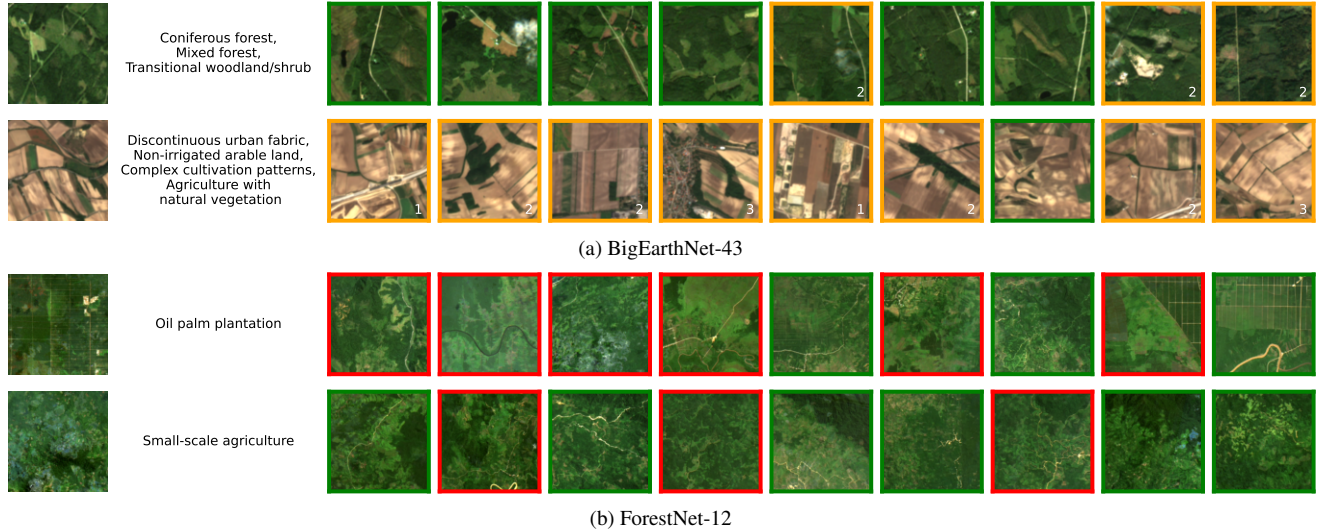 Coniferous forest,
Mixed forest,
Transitional woodland/shrub
2
2
2
Discontinuous urban fabric,
Non-irrigated arable land,
Complex cultivation patterns,
Agriculture with
natural vegetation
1
2
2
3
1
2
2
3
(a) BigEarthNet-43
Oil palm plantation
Small-scale agriculture
(b) ForestNet-12